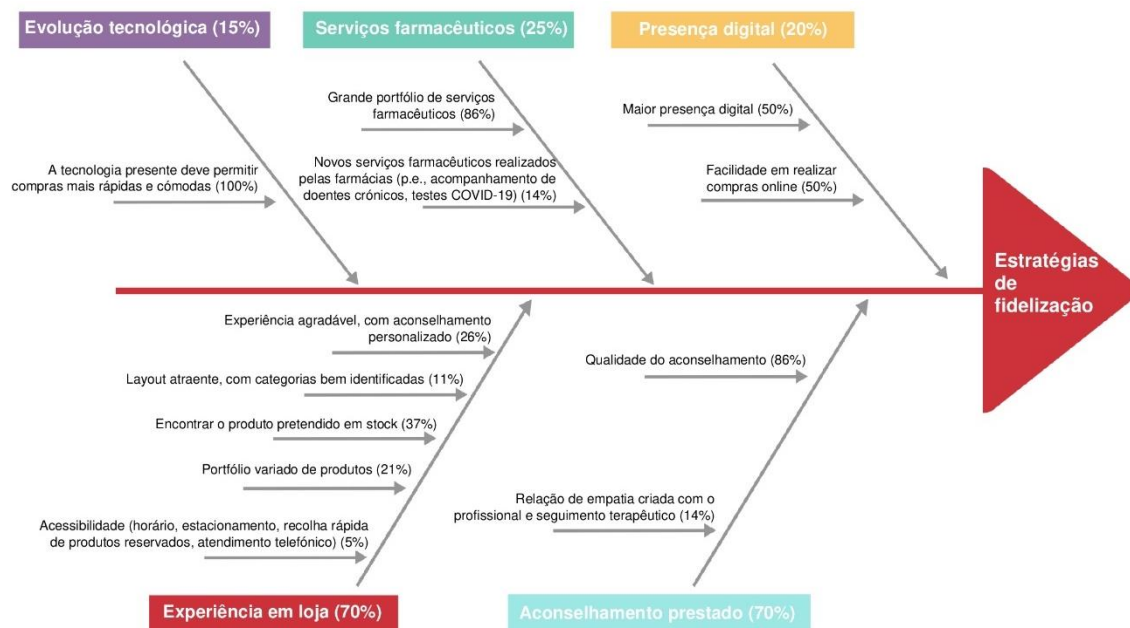 Evolução tecnológica (15%)
Serviços farmacêuticos (25%)
Presença digital (20%)
Grande portfólio de serviços
farmacêuticos (86%)
Maior presença digital (50%)
A tecnologia presente deve permitir
compras mais rápidas e cómodas (100%)
Novos serviços farmacêuticos realizados
pelas farmácias (p.e., acompanhamento de
doentes crónicos, testes COVID-19) (14%)
Facilidade em realizar
compras online (50%)
Estratégias
de
fidelização
Experiência agradável, com aconselhamento
personalizado (26%)
Layout atraente, com categorias bem identificadas (11%)
Encontrar o produto pretendido em stock (37%)
Portfólio variado de produtos (21%)
Acessibilidade (horário, estacionamento, recolha rápida
de produtos reservados, atendimento telefónico) (5%)
Qualidade do aconselhamento (86%)
Relação de empatia criada com o
profissional e seguimento terapêutico (14%)
Experiência em loja (70%)
Aconselhamento prestado (70%)